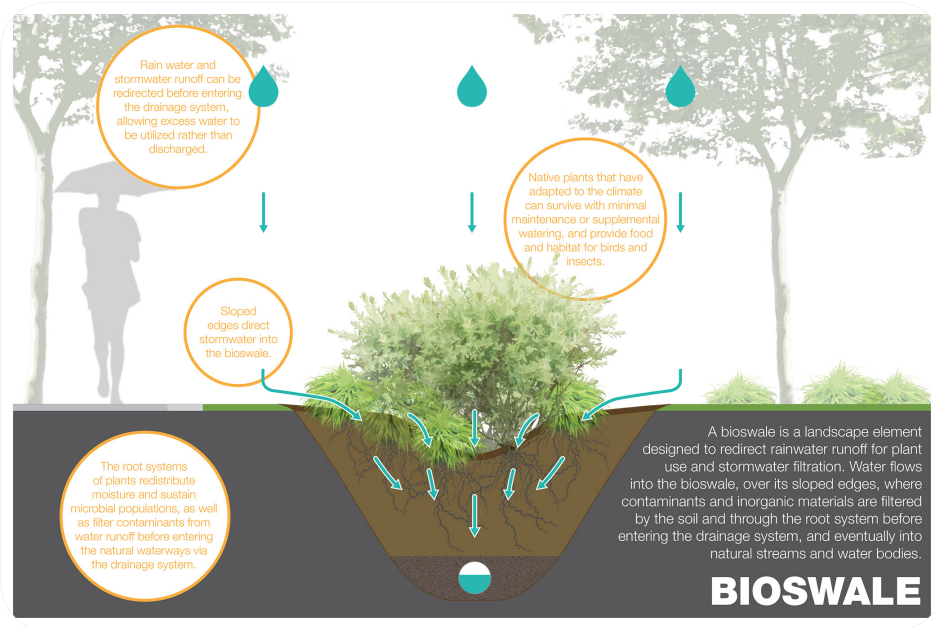 Rain water and
stormwater runoff can be
redirected before entering
the drainage system,
allowing excess water to
be utilized rather than
discharged.
Native plants that have
adapted to the climate
can survive with minimal
maintenance or supplemental
watering, and provide food
and habitat for birds and
insects.
Sloped
edges direct
stormwater into
the bioswale.
The root systems
of plants redistribute
moisture and sustain
microbial populations, as well
as filter contaminants from
water runoff before entering
the natural waterways via
the drainage system.
A bioswale is a landscape element
designed to redirect rainwater runoff for plant
use and stormwater filtration. Water flows
into the bioswale, over its sloped edges, where
contaminants and inorganic materials are filtered
by the soil and through the root system before
entering the drainage system, and eventually into
natural streams and water bodies.
BIOSWALE